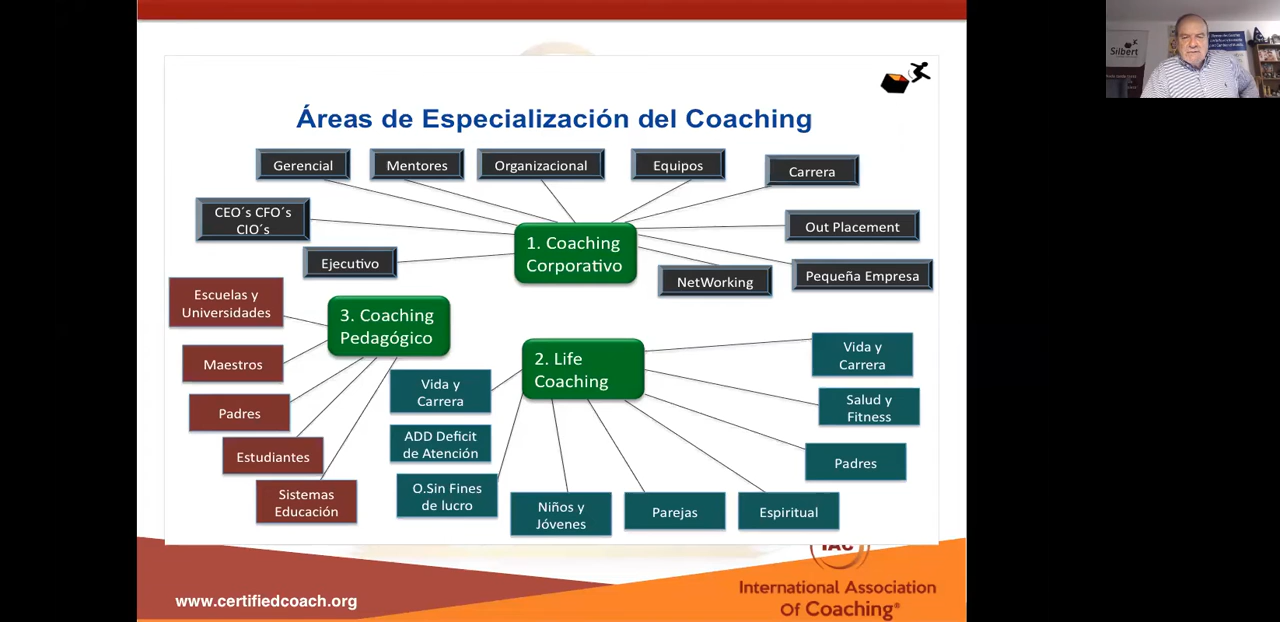 Silbert
Áreas de Especialización del Coaching
Gerencial
Mentores
Organizacional
Equipos
Carrera
CEO´s CFO´s
CIO´s
Out Placement
1. Coaching
Corporativo
Ejecutivo
NetWorking
Pequeña Empresa
Escuelas y
Universidades
3. Coaching
Pedagógico
Maestros
Padres
Estudiantes
Sistemas
Educación
2. Life
Coaching
Vida y
Carrera
ADD Deficit
de Atención
O.Sin Fines
de lucro
Niños y
Jóvenes
Parejas
Espiritual
Vida y
Carrera
Salud y
Fitness
Padres
IAC
International Association
Of Coaching®
www.certifiedcoach.org